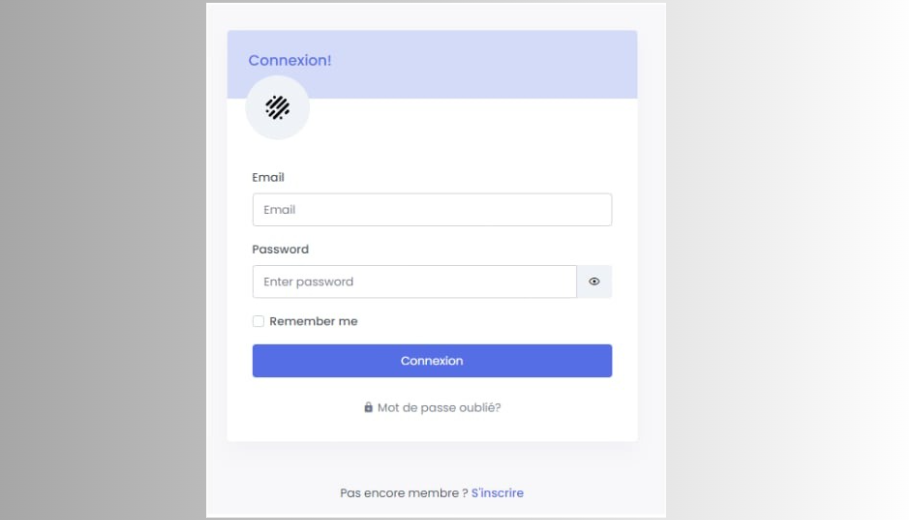 Connexion!
Email
Email
Password
Enter password
Remember me
Connexion
Mot de passe oublié?
Pas encore membre ? S'inscrire